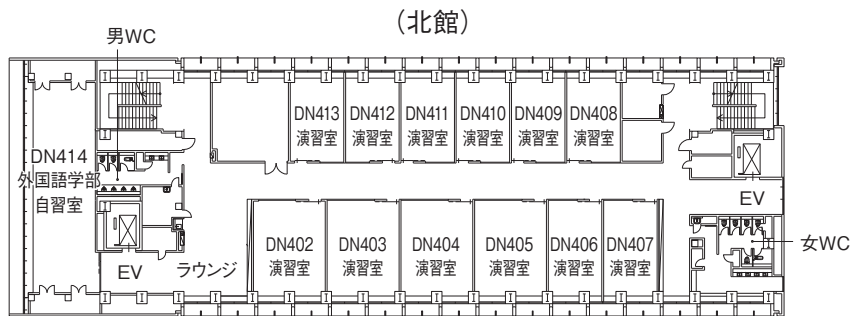 (北館)
男WC
DN413
演習室
DN412
演習室
DN411
演習室
DN410
演習室
DN409
演習室
DN408
演習室
DN414
外国語学部
自習室
EV
女WC
DN402
演習室
DN403
演習室
DN404
演習室
DN405
演習室
DN406
演習室
DN407
演習室
EV
ラウンジ